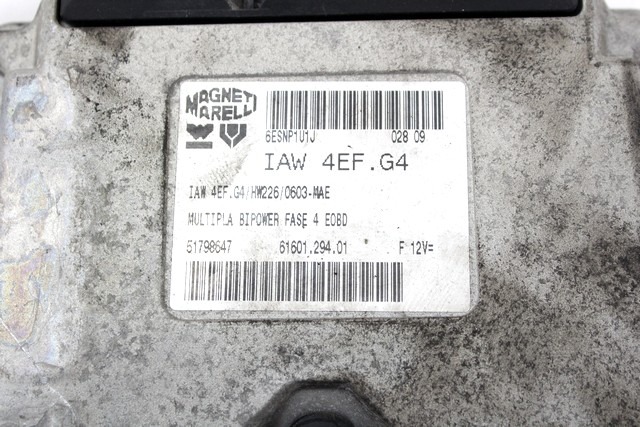 MAGNETI
MARELLI
6ESNP1U1J 028 09
IAW 4EF.G4
IAW 4EF.G4/HW226/0603-MAE
MULTIPLA BIPOWER FASE 4 EOBD
51798647 61601.294.01 F 12V=